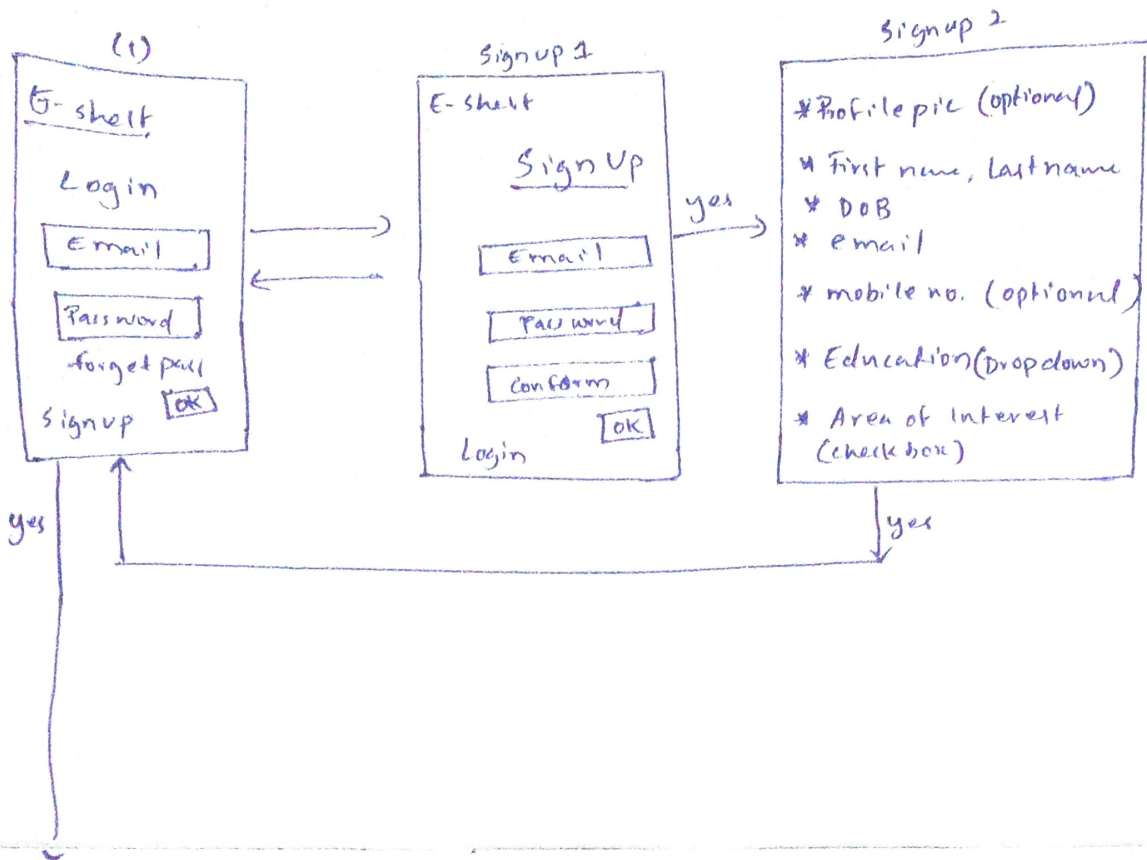 (1)
E-shelf
Login
Email
Password
forget pass
OK
Signup
yes
Signup 1
E-shelf
Sign Up
Email
Password
Conform
OK
Login
yes
Signup 2
* Profile pic (optional)
* First name, Last name
* DOB
* email
* mobile no. (optional)
* Education (Dropdown)
* Area of Interest
(checkbox)
yes